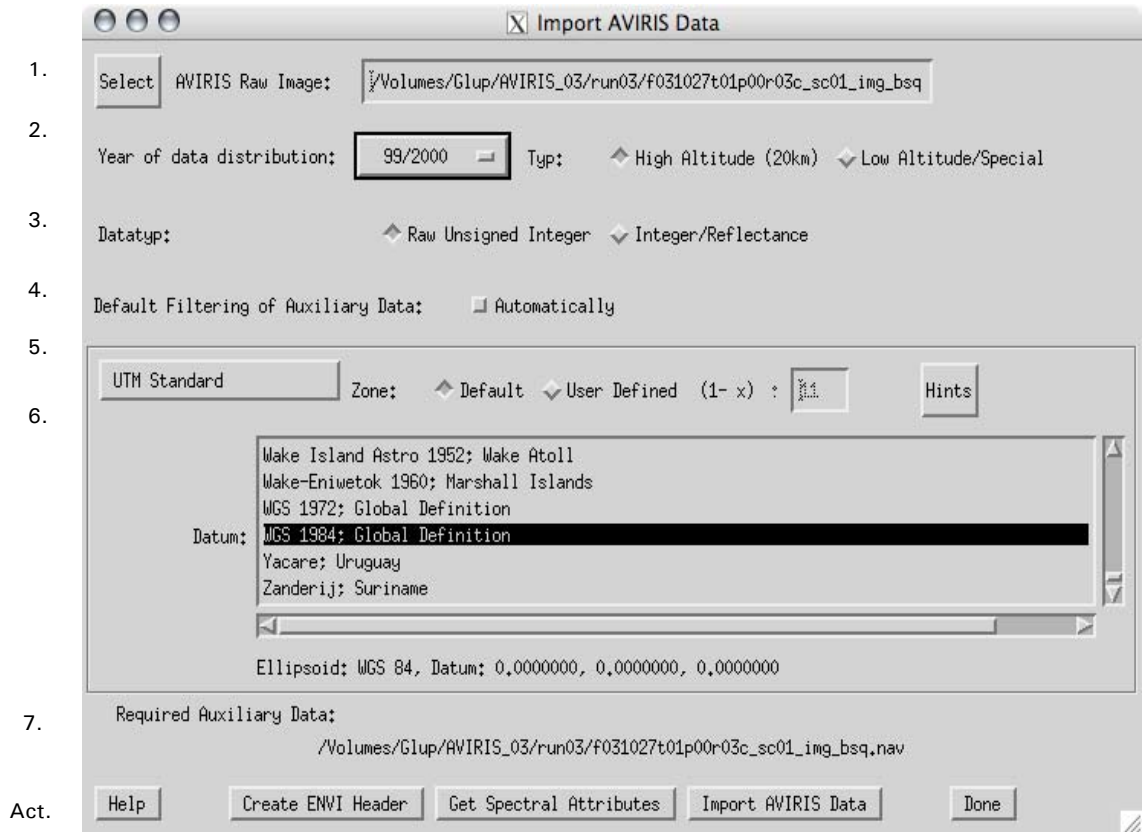 X Import AVIRIS Data
1. Select AVIRIS Raw Image: /Volumes/Glup/AVIRIS_03/run03/f031027t01p00r03c_sc01_img_bsq
2. Year of data distribution: 99/2000 Typ: High Altitude (20km) Low Altitude/Special
3. Datatyp: Raw Unsigned Integer Integer/Reflectance
4. Default Filtering of Auxiliary Data: Automatically
5. UTM Standard Zone: Default User Defined (1- x) : 11 Hints
6.
Wake Island Astro 1952; Wake Atoll
Wake-Eniwetok 1960; Marshall Islands
WGS 1972; Global Definition
Datum: WGS 1984; Global Definition
Yacare; Uruguay
Zanderij; Suriname
Ellipsoid: WGS 84, Datum: 0.0000000, 0.0000000, 0.0000000
7. Required Auxiliary Data:
/Volumes/Glup/AVIRIS_03/run03/f031027t01p00r03c_sc01_img_bsq.nav
Act. Help Create ENVI Header Get Spectral Attributes Import AVIRIS Data Done